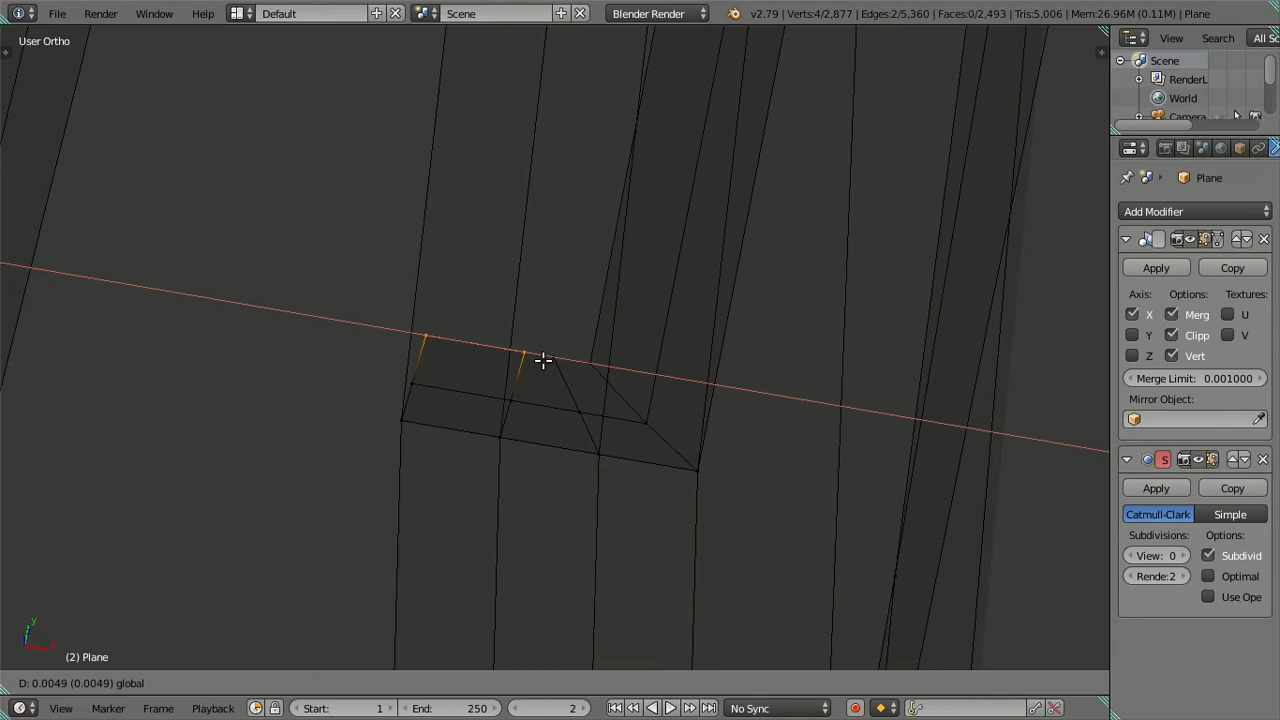 File Render Window Help Default Scene Blender Render v2.79 | Verts:4/2,877 | Edges:2/5,360 | Faces:0/2,493 | Tris:5,006 | Mem:26.96M (0.11M) | Plane
User Ortho
View Search All Sc
Scene
RenderL
World
Camera
Plane
Add Modifier
Apply Copy
Axis: Options: Textures:
X Merg U
Y Clipp V
Z Vert
Merge Limit: 0.001000
Mirror Object:
S
Apply Copy
Catmull-Clark Simple
Subdivisions: Options:
View: 0 Subdivid
Rende:2 Optimal
Use Ope
y
x
(2) Plane
D: 0.0049 (0.0049) global
View Marker Frame Playback Start: 1 End: 250 2 No Sync